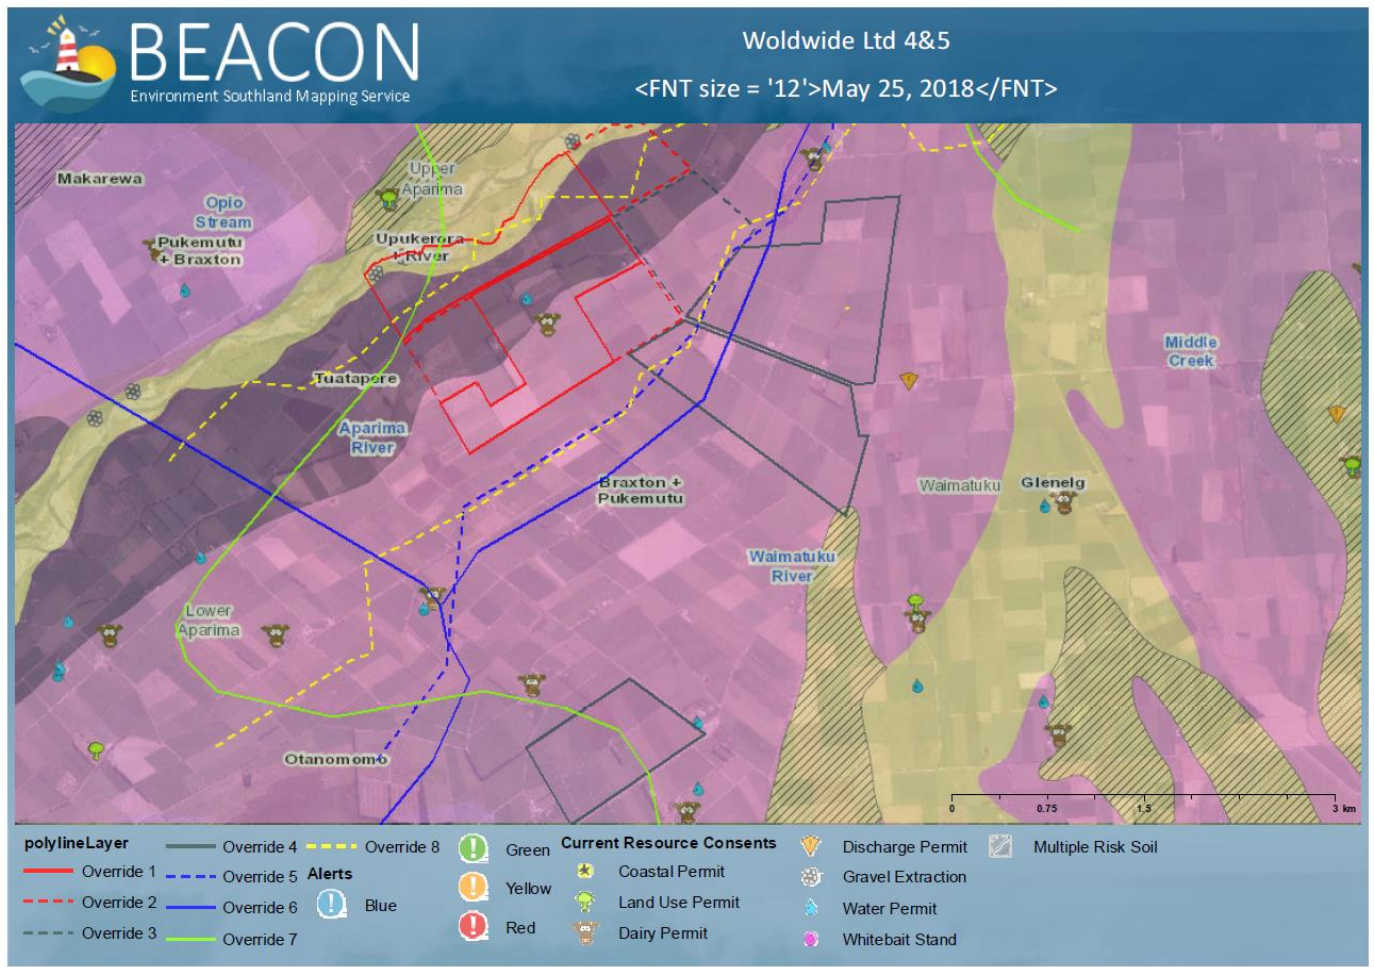 BEACON
Environment Southland Mapping Service
Woldwide Ltd 4&5
<FNT size = '12'>May 25, 2018</FNT>
Makarewa
Opio
Stream
Pukemutu
+ Braxton
Upper
Aparima
Upukerora
+ River
Tuatapere
Aparima
River
Middle
Creek
Braxton +
Pukemutu
Waimatuku
Glenelg
Waimatuku
River
Lower
Aparima
Otanomomo
0 0.75 1.5 3 km
polylineLayer
Override 1
Override 2
Override 3
Override 4
Override 5
Override 6
Override 7
Override 8
Alerts
Blue
Green
Yellow
Red
Current Resource Consents
Coastal Permit
Land Use Permit
Dairy Permit
Discharge Permit
Gravel Extraction
Water Permit
Whitebait Stand
Multiple Risk Soil